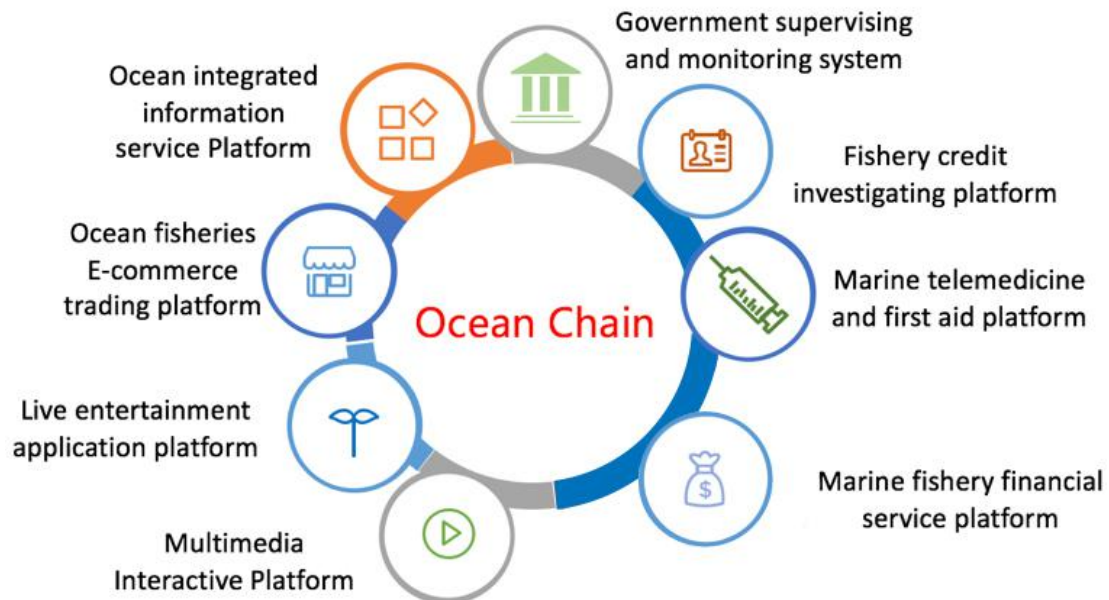 Government supervising
and monitoring system
Fishery credit
investigating platform
Marine telemedicine
and first aid platform
Marine fishery financial
service platform
Multimedia
Interactive Platform
Live entertainment
application platform
Ocean fisheries
E-commerce
trading platform
Ocean integrated
information
service Platform
Ocean Chain
$